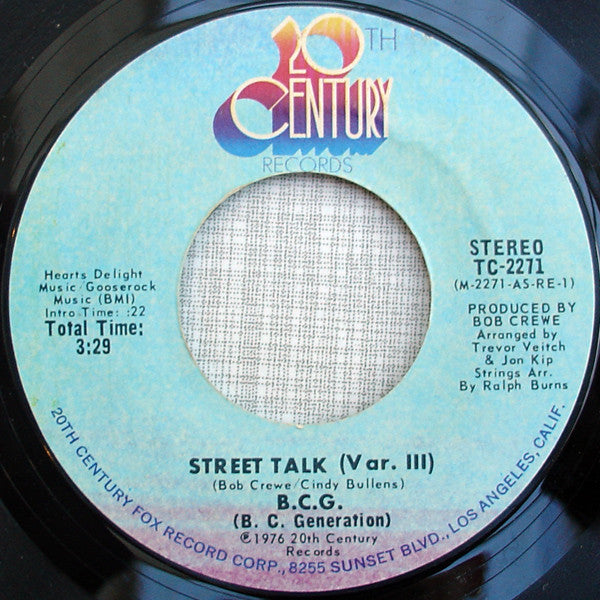 20TH
CENTURY
RECORDS
Hearts Delight
Music/Gooserock
Music (BMI)
Intro Time: :22
Total Time:
3:29
STEREO
TC-2271
(M-2271-AS-RE-1)
PRODUCED BY
BOB CREWE
Arranged by
Trevor Veitch
& Jon Kip
Strings Arr.
By Ralph Burns
STREET TALK (Var. III)
(Bob Crewe/Cindy Bullens)
B.C.G.
(B. C. Generation)
℗1976 20th Century
Records
20TH CENTURY FOX RECORD CORP., 8255 SUNSET BLVD., LOS ANGELES, CALIF.